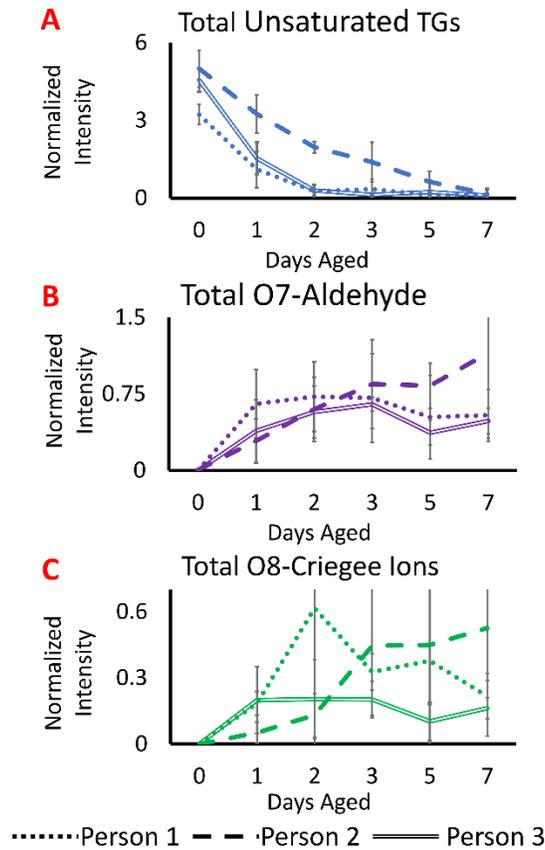 A
Total Unsaturated TGs
Normalized
Intensity
6
3
0
0 1 2 3 5 7
Days Aged
B
Total O7-Aldehyde
Normalized
Intensity
1.5
0.75
0
0 1 2 3 5 7
Days Aged
C
Total O8-Criegee Ions
Normalized
Intensity
0.6
0.3
0
0 1 2 3 5 7
Days Aged
Person 1 Person 2 Person 3